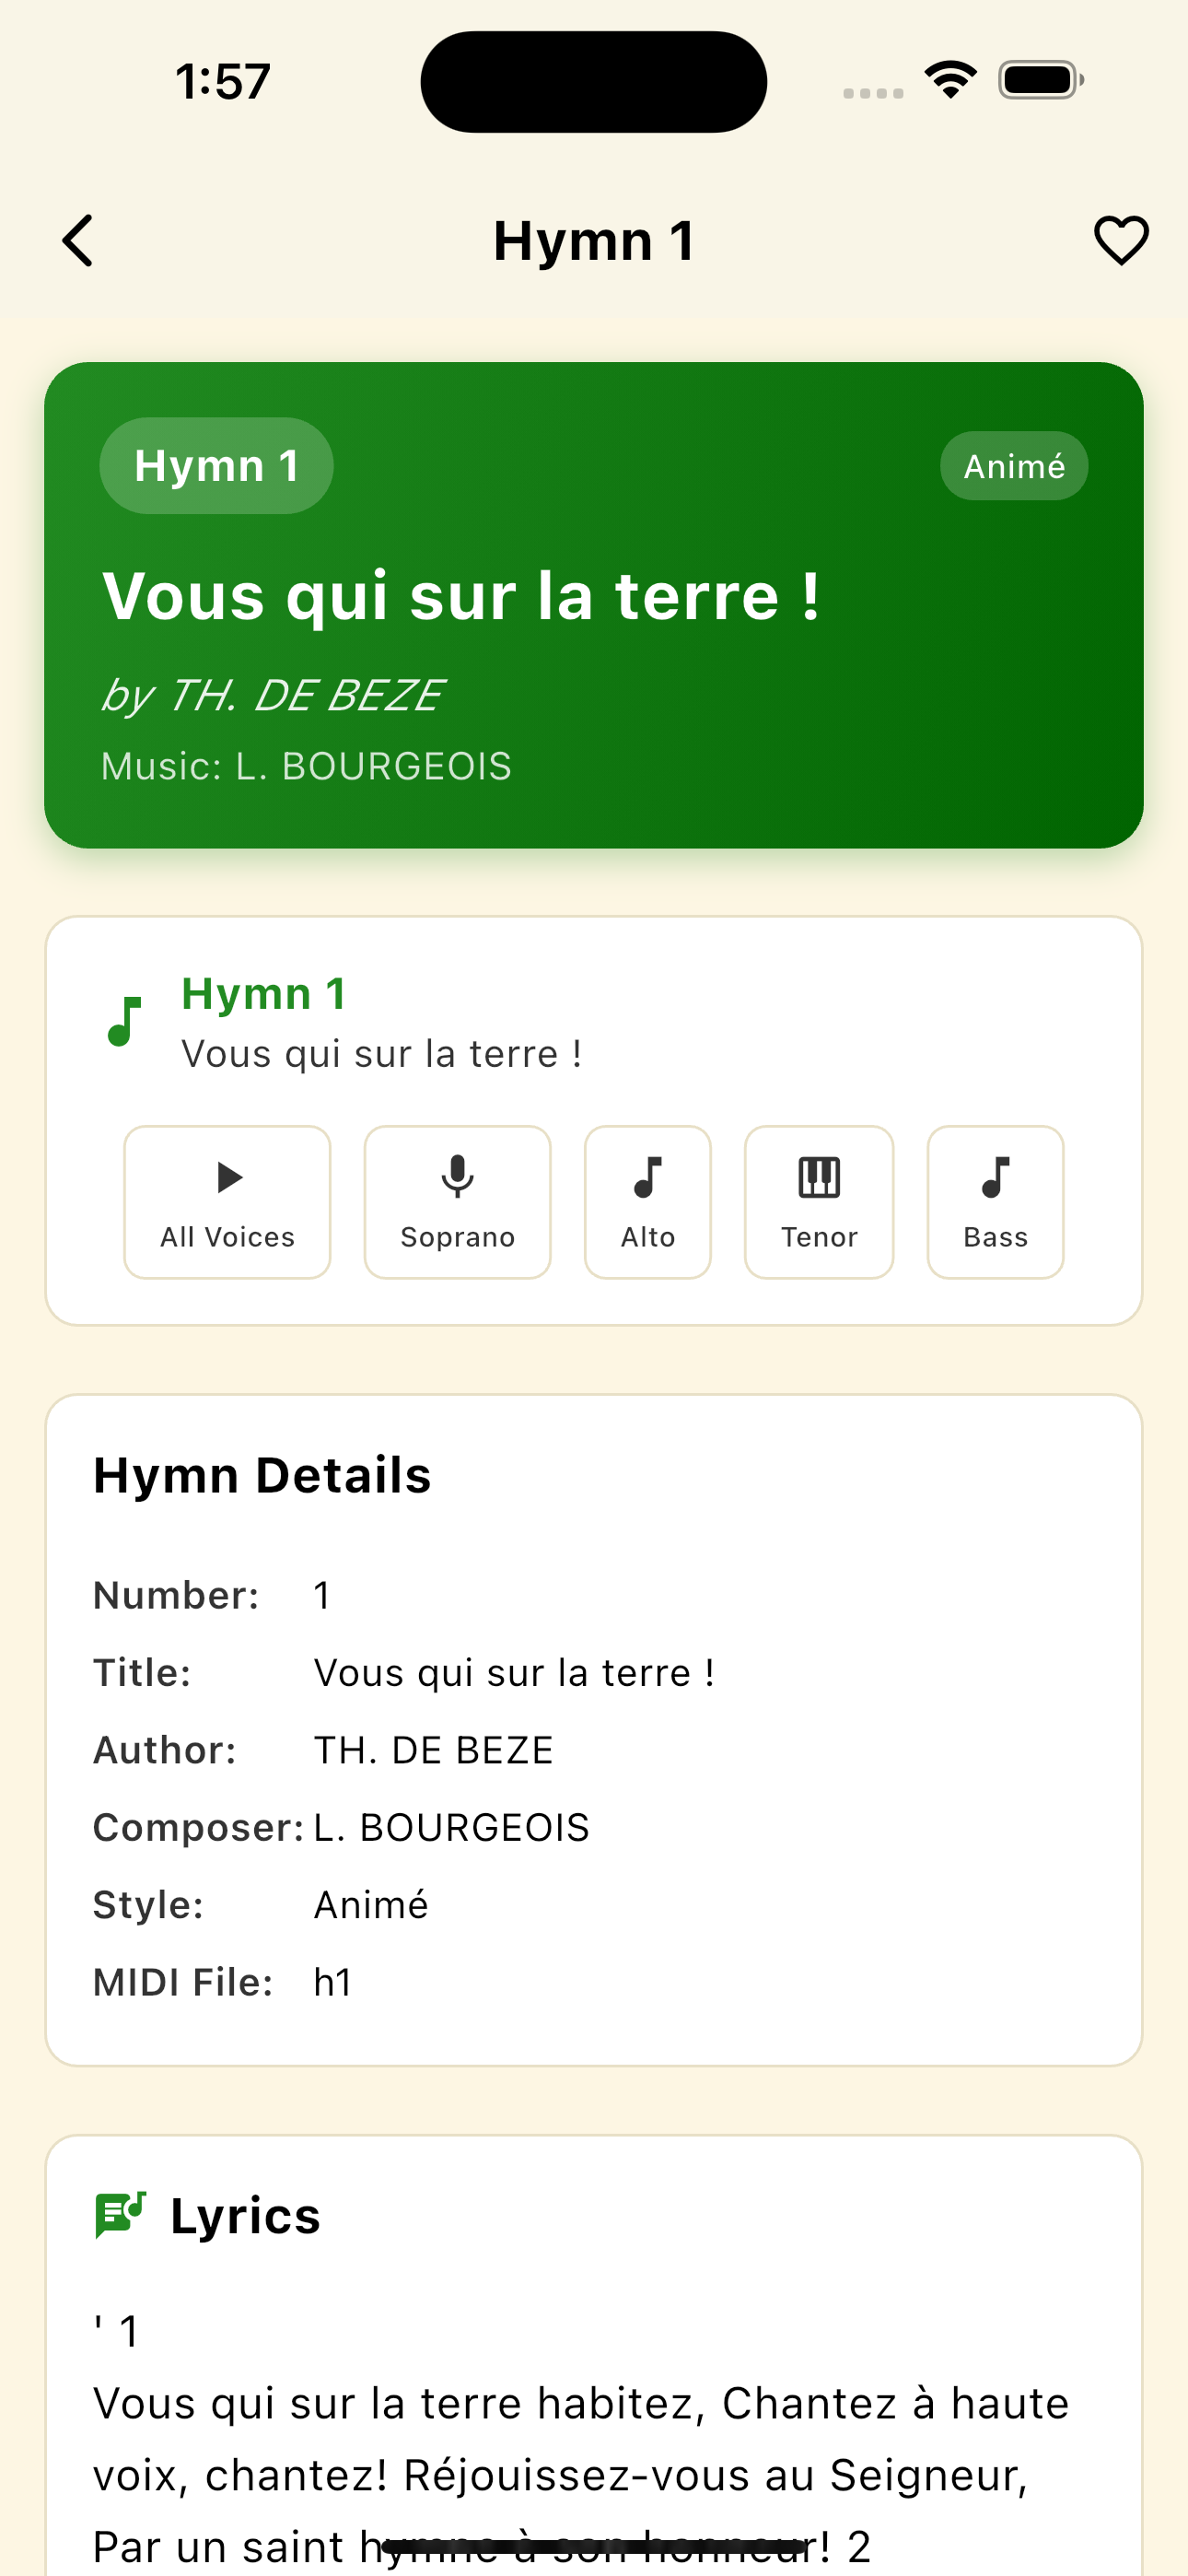 1:57
Hymn 1
Hymn 1
Animé
Vous qui sur la terre !
by TH. DE BEZE
Music: L. BOURGEOIS
Hymn 1
Vous qui sur la terre !
All Voices
Soprano
Alto
Tenor
Bass
Hymn Details
Number: 1
Title: Vous qui sur la terre !
Author: TH. DE BEZE
Composer: L. BOURGEOIS
Style: Animé
MIDI File: h1
Lyrics
' 1
Vous qui sur la terre habitez, Chantez à haute
voix, chantez! Réjouissez-vous au Seigneur,
Par un saint hymne à son honneur! 2